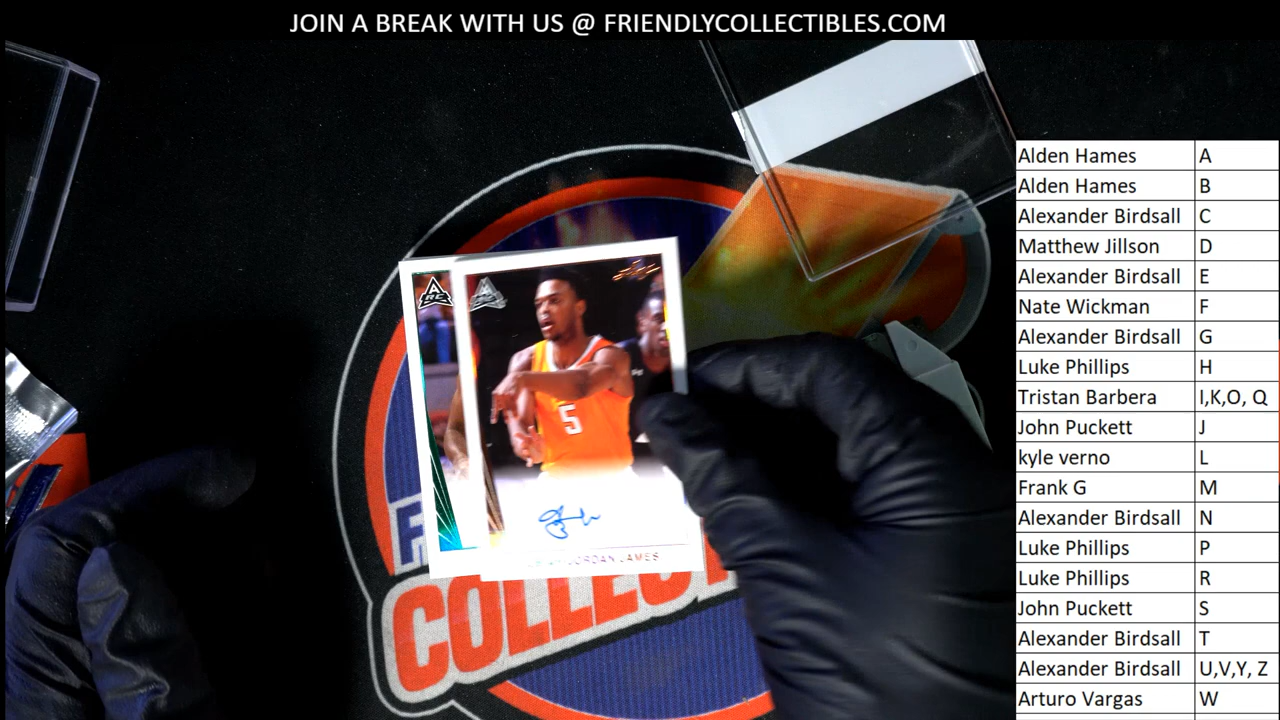 JOIN A BREAK WITH US @ FRIENDLYCOLLECTIBLES.COM
Alden Hames A
Alden Hames B
Alexander Birdsall C
Matthew Jillson D
Alexander Birdsall E
Nate Wickman F
Alexander Birdsall G
Luke Phillips H
Tristan Barbera I,K,O, Q
John Puckett J
kyle verno L
Frank G M
Alexander Birdsall N
Luke Phillips P
Luke Phillips R
John Puckett S
Alexander Birdsall T
Alexander Birdsall U,V,Y, Z
Arturo Vargas W
5
JORDAN JAMES